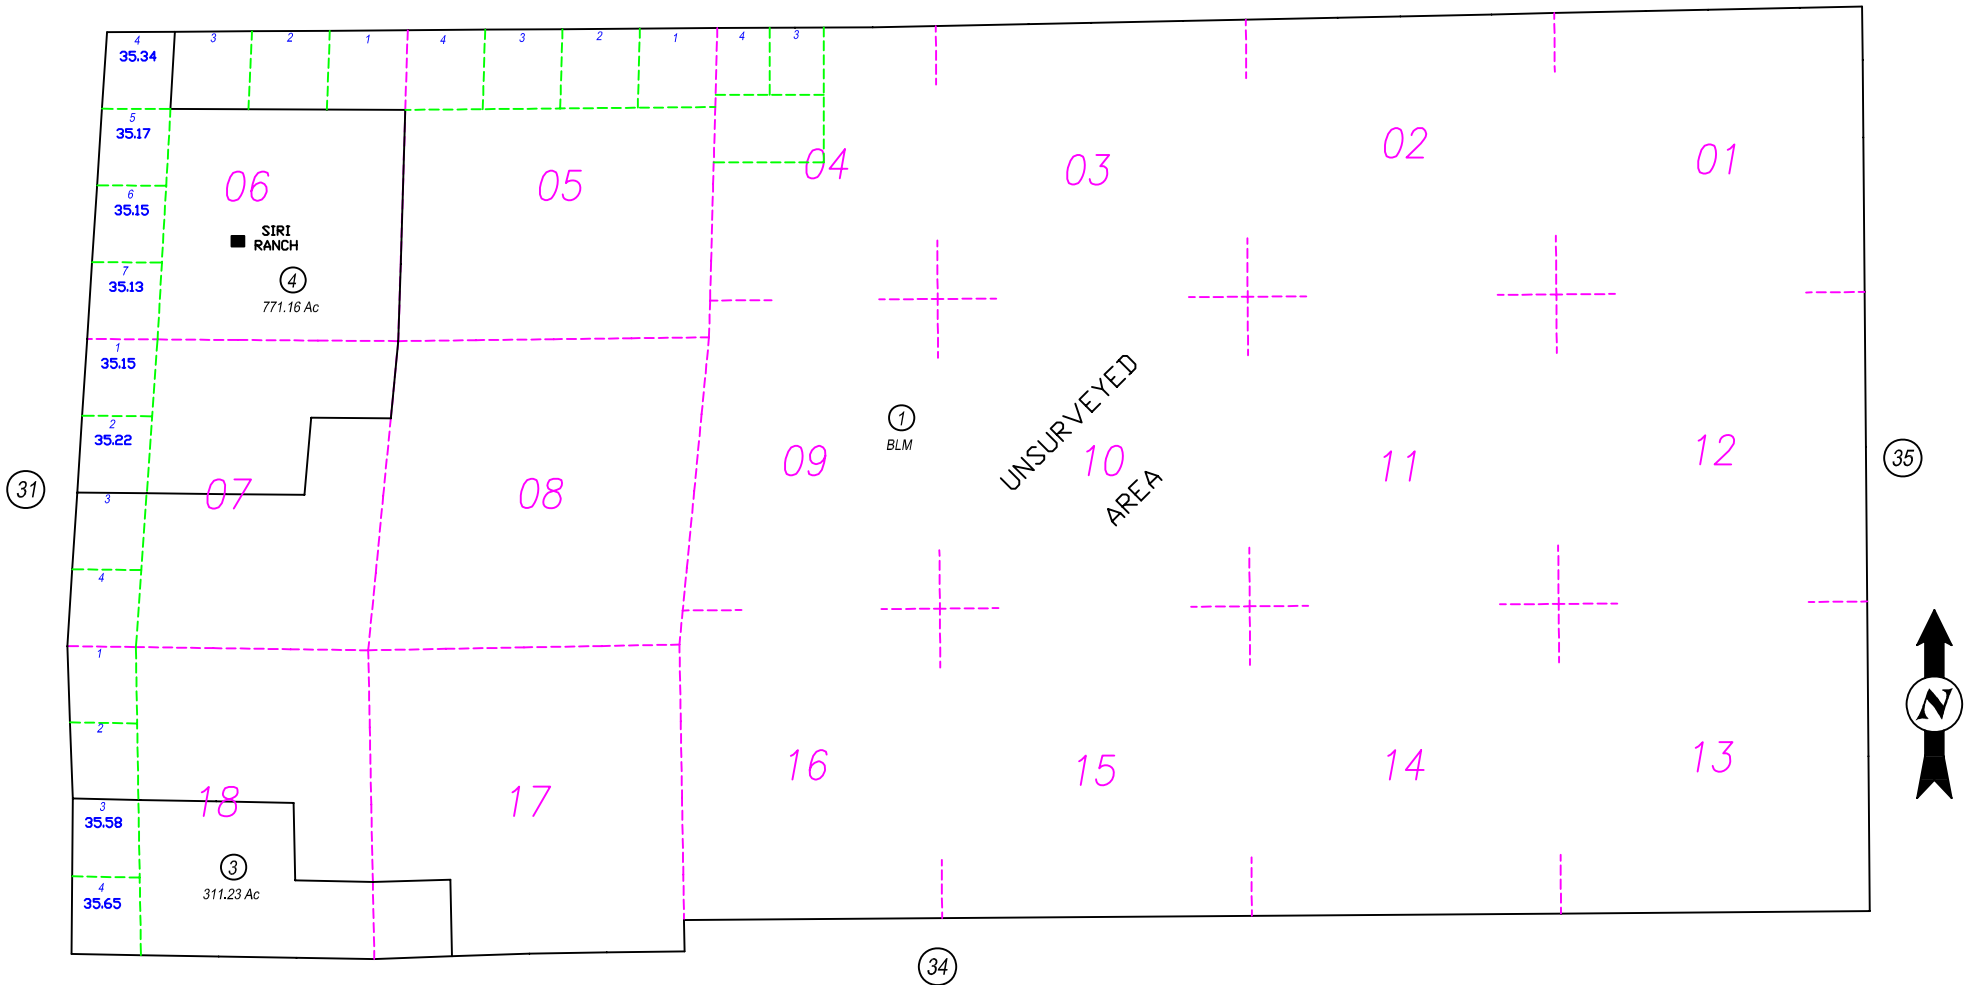 4 3 2 1 4 3 2 1 4 3
35.34
5
35.17
06 05 04 03 02 01
6
35.15
SIRI
RANCH
7
35.13
4
771.16 Ac
1
35.15
2
35.22
1
BLM
UNSURVEYED
AREA
31
07 08 09 10 11 12
35
3
4
1
2
18 17 16 15 14 13
N
3
35.58
3
311.23 Ac
4
35.65
34